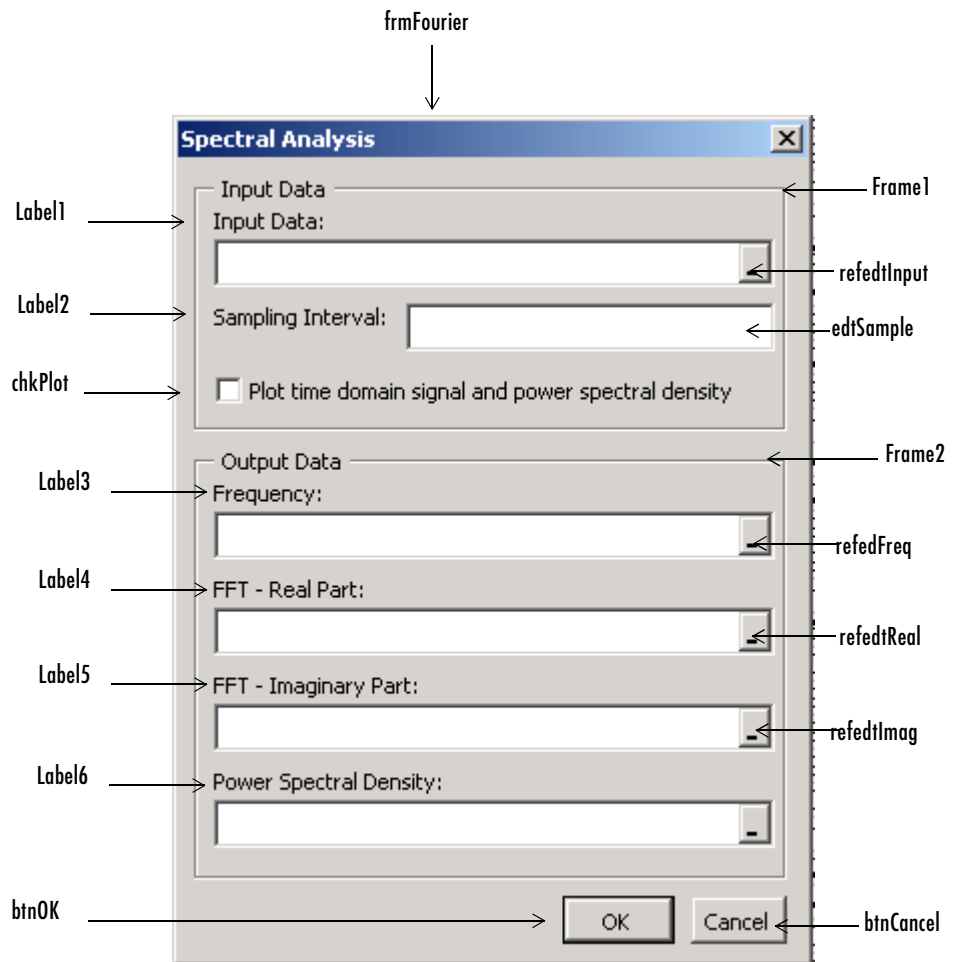 frmFourier
Spectral Analysis
Input Data
Frame1
Label1
Input Data:
refedtInput
Label2
Sampling Interval:
edtSample
chkPlot
Plot time domain signal and power spectral density
Output Data
Frame2
Label3
Frequency:
refedFreq
Label4
FFT - Real Part:
refedtReal
Label5
FFT - Imaginary Part:
refedtImag
Label6
Power Spectral Density:
btnOK
OK
Cancel
btnCancel